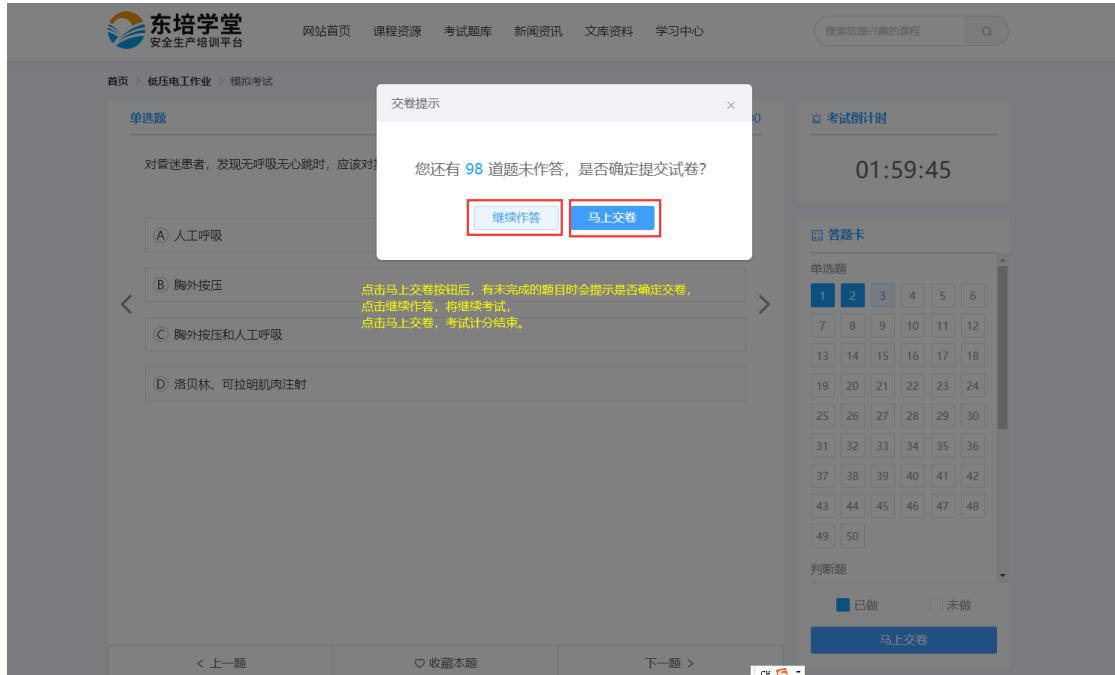 东培学堂
安全生产培训平台
网站首页 课程资源 考试题库 新闻资讯 文库资料 学习中心
搜索您感兴趣的课程
首页 > 低压电工作业 > 模拟考试
交卷提示
×
单选题
考试倒计时
01:59:45
对昏迷患者,发现无呼吸无心跳时,应该对
您还有 98 道题未作答,是否确定提交试卷?
继续作答 马上交卷
A 人工呼吸
B 胸外按压
C 胸外按压和人工呼吸
D 洛贝林、可拉明肌肉注射
点击马上交卷按钮后,有未完成的题目时会提示是否确定交卷,
点击继续作答,将继续考试,
点击马上交卷,考试计分结束。
答题卡
单选题
1 2 3 4 5 6
7 8 9 10 11 12
13 14 15 16 17 18
19 20 21 22 23 24
25 26 27 28 29 30
31 32 33 34 35 36
37 38 39 40 41 42
43 44 45 46 47 48
49 50
判断题
已做 未做
马上交卷
< 上一题 收藏本题 下一题 >